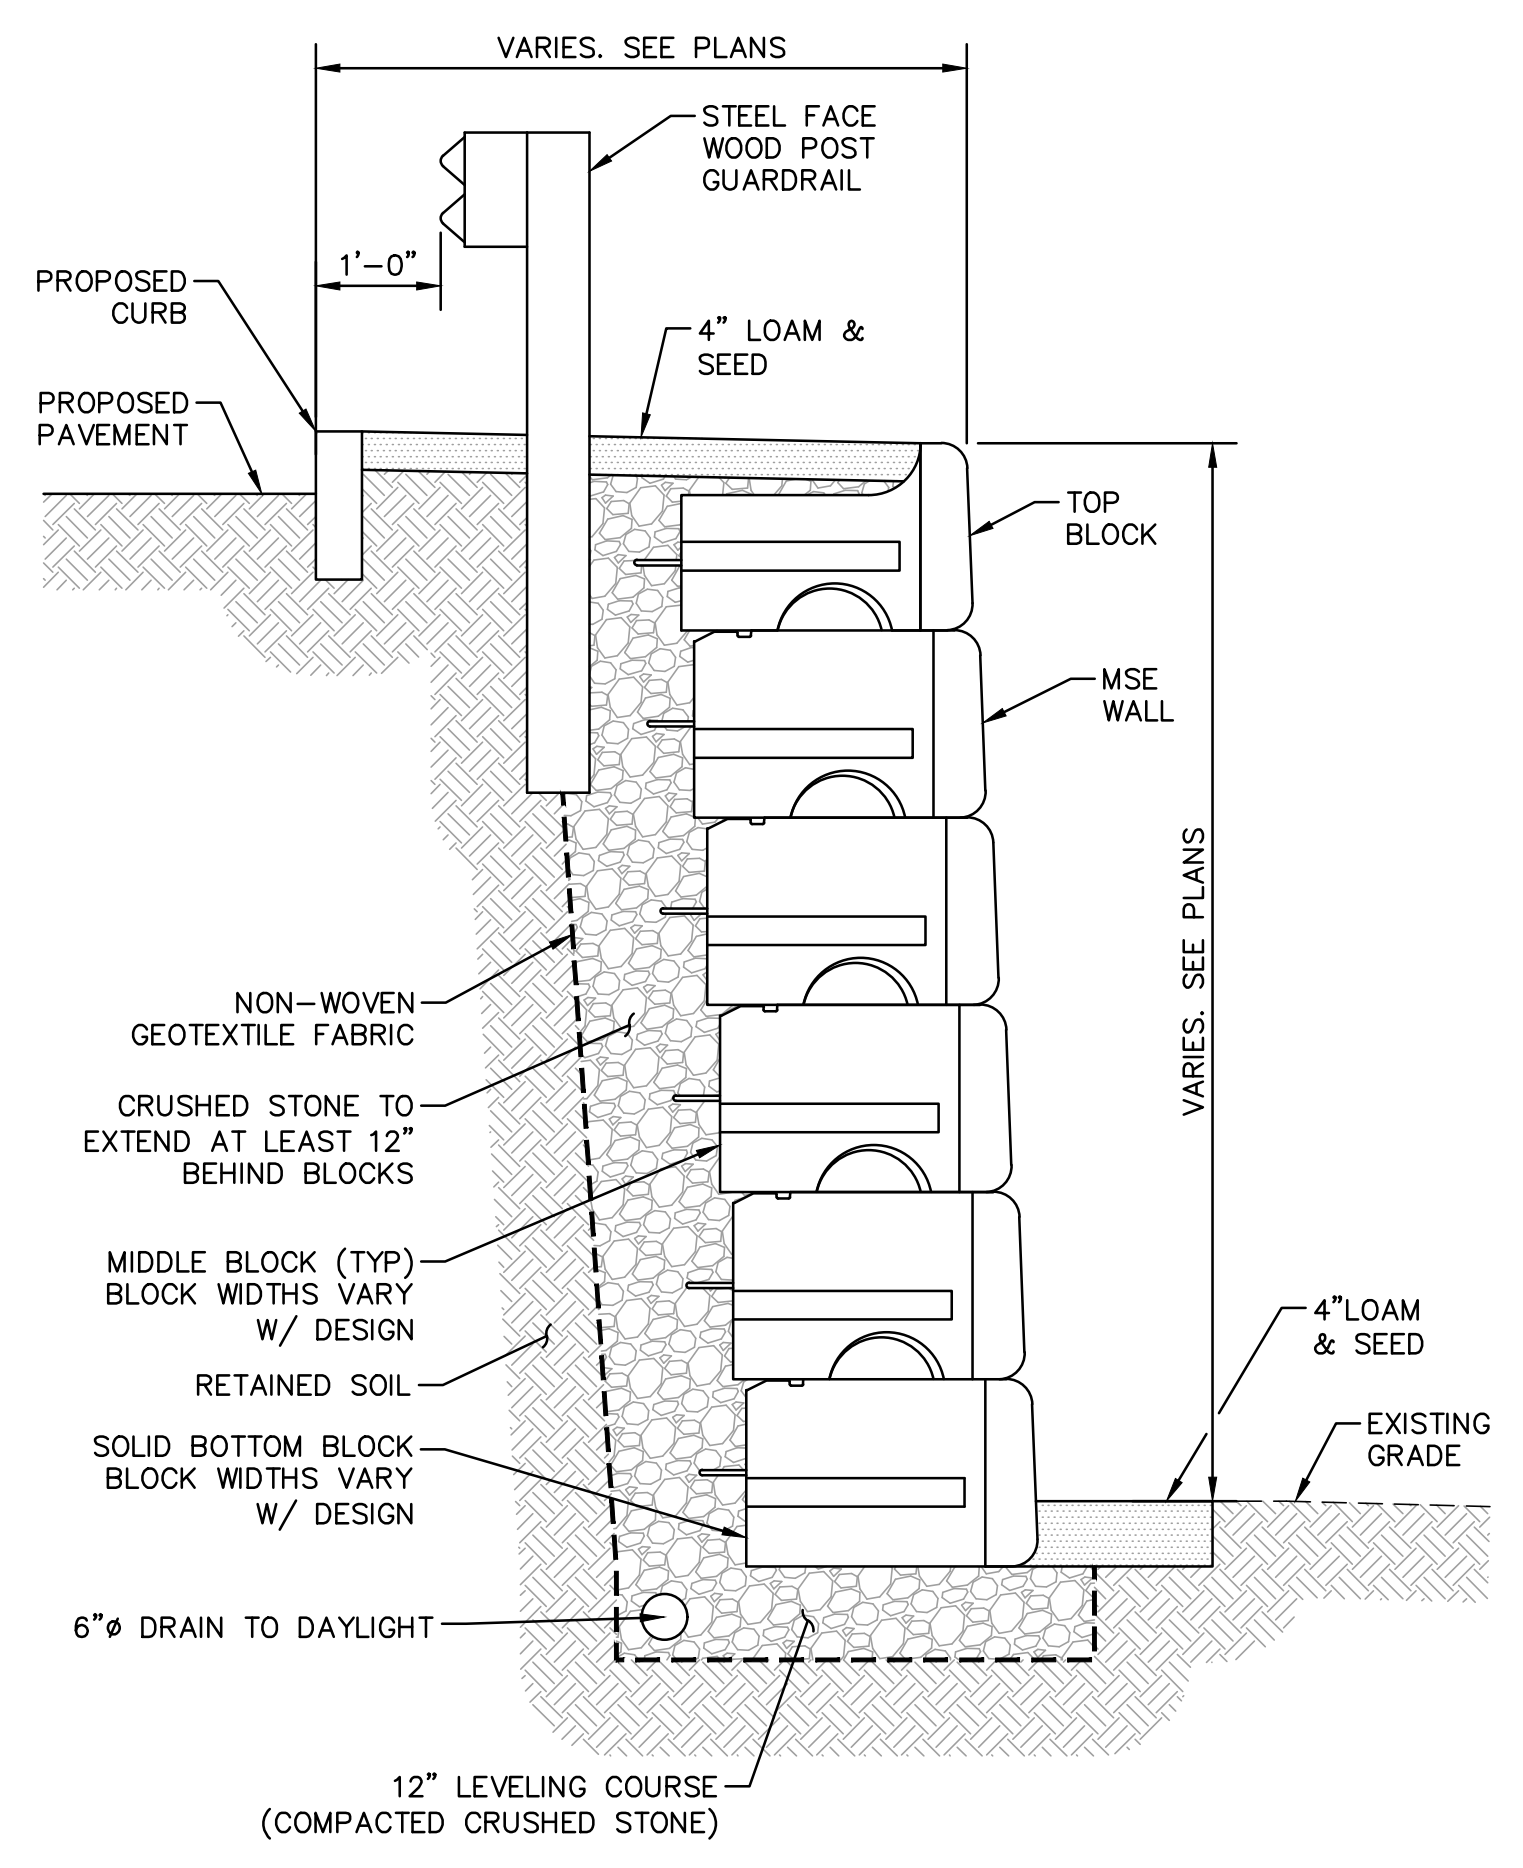 VARIES. SEE PLANS
STEEL FACE
WOOD POST
GUARDRAIL
1'-0"
PROPOSED
CURB
4" LOAM &
SEED
PROPOSED
PAVEMENT
TOP
BLOCK
MSE
WALL
VARIES. SEE PLANS
NON-WOVEN
GEOTEXTILE FABRIC
CRUSHED STONE TO
EXTEND AT LEAST 12"
BEHIND BLOCKS
MIDDLE BLOCK (TYP)
BLOCK WIDTHS VARY
W/ DESIGN
RETAINED SOIL
4"LOAM
& SEED
EXISTING
GRADE
SOLID BOTTOM BLOCK
BLOCK WIDTHS VARY
W/ DESIGN
6"ø DRAIN TO DAYLIGHT
12" LEVELING COURSE
(COMPACTED CRUSHED STONE)